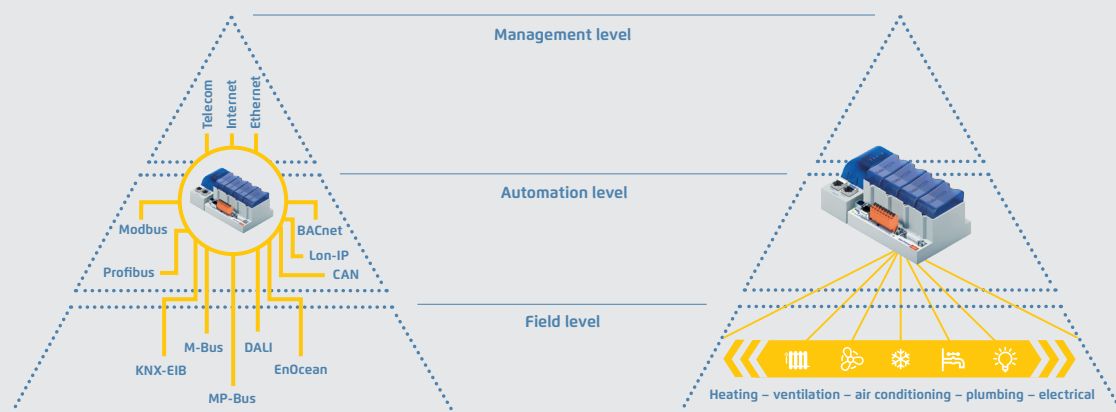 Management level
Telecom
Internet
Ethernet
Automation level
Modbus
BACnet
Lon-IP
Profibus
CAN
Field level
M-Bus
DALI
KNX-EIB
EnOcean
MP-Bus
Heating – ventilation – air conditioning – plumbing – electrical